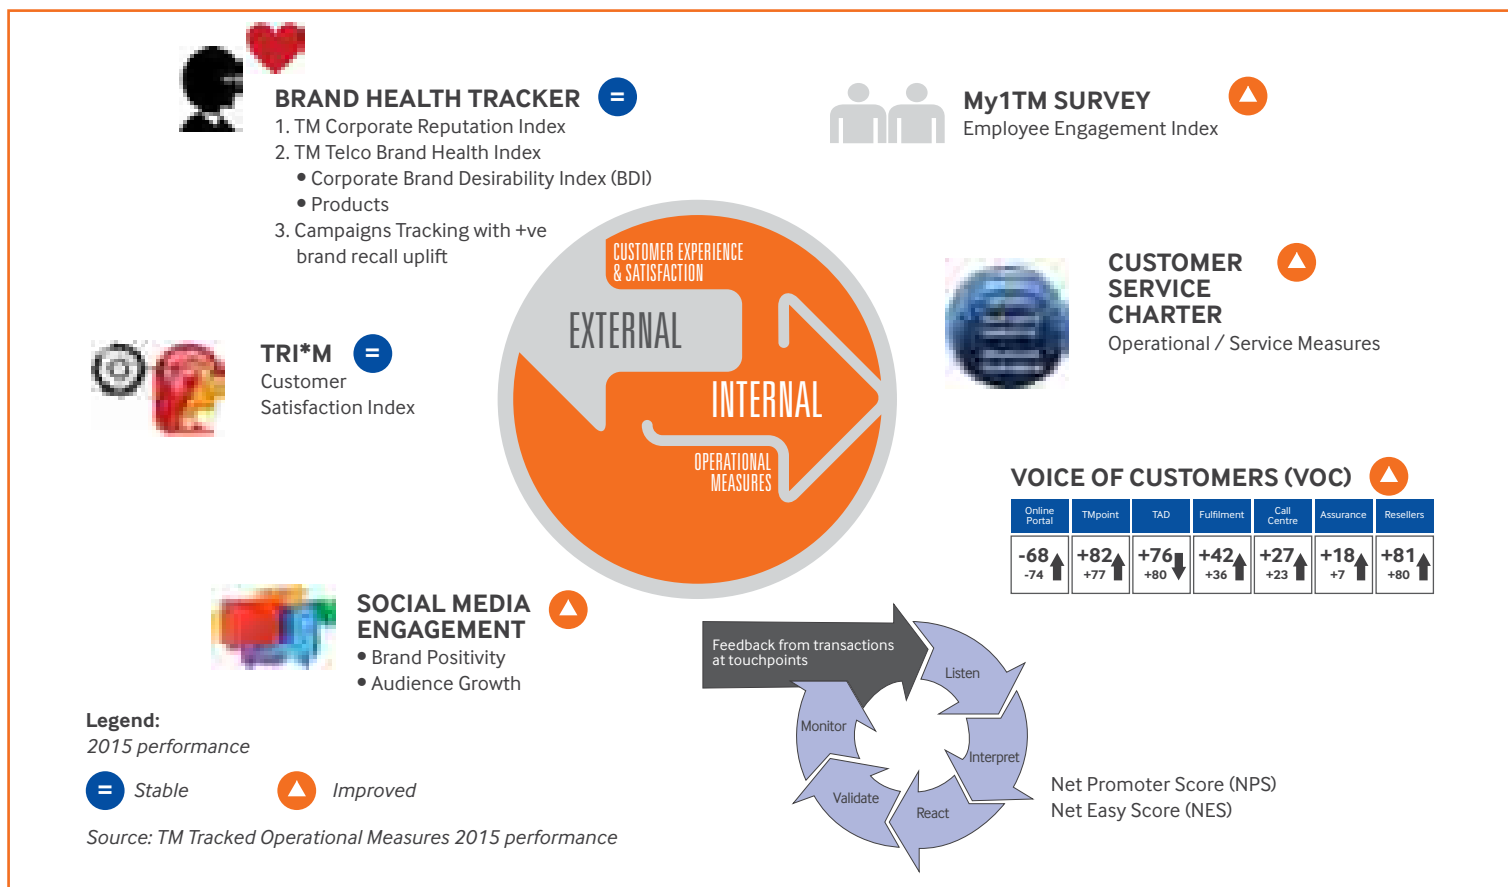 BRAND HEALTH TRACKER =
1. TM Corporate Reputation Index
2. TM Telco Brand Health Index
• Corporate Brand Desirability Index (BDI)
• Products
3. Campaigns Tracking with +ve
brand recall uplift
My1TM SURVEY
Employee Engagement Index
CUSTOMER EXPERIENCE
& SATISFACTION
EXTERNAL
INTERNAL
OPERATIONAL
MEASURES
TRI*M =
Customer
Satisfaction Index
CUSTOMER
SERVICE
CHARTER
Operational / Service Measures
VOICE OF CUSTOMERS (VOC)
Online Portal TMpoint TAD Fulfilment Call Centre Assurance Resellers
-68 +82 +76 +42 +27 +18 +81
-74 +77 +80 +36 +23 +7 +80
SOCIAL MEDIA
ENGAGEMENT
• Brand Positivity
• Audience Growth
Feedback from transactions
at touchpoints
Listen
Interpret
React
Validate
Monitor
Net Promoter Score (NPS)
Net Easy Score (NES)
Legend:
2015 performance
= Stable
Improved
Source: TM Tracked Operational Measures 2015 performance